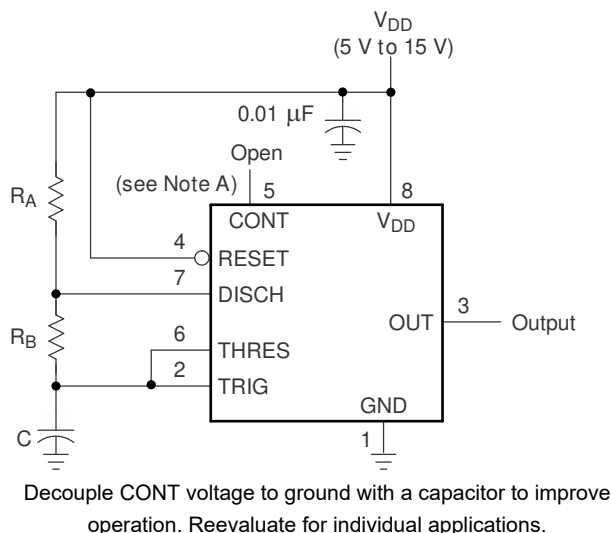 V_DD
(5 V to 15 V)
0.01 μF
Open
(see Note A)
5
8
CONT
V_DD
R_A
4
RESET
7
DISCH
3
OUT
Output
R_B
6
THRES
2
TRIG
GND
C
1
Decouple CONT voltage to ground with a capacitor to improve
operation. Reevaluate for individual applications.